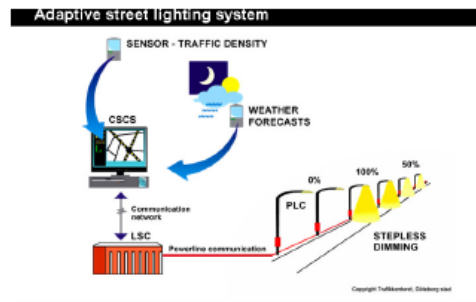 Adaptive street lighting system
SENSOR - TRAFFIC DENSITY
CSCS
WEATHER
FORECASTS
0%
100%
50%
PLC
Communication
network
LSC
Powerline communication
STEPLESS
DIMMING
Copyright Trafikkontoret, Göteborg stad